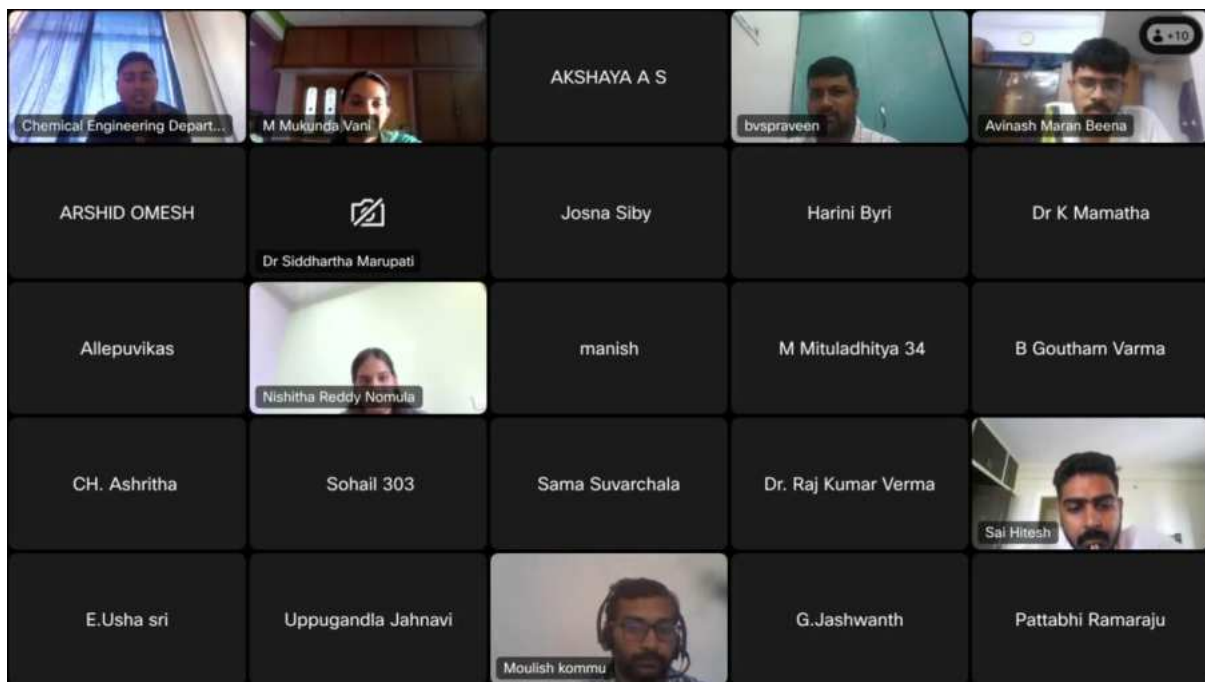 Chemical Engineering Depart...
M Mukunda Vani
AKSHAYA A S
bvspraveen
+10
Avinash Maran Beena
ARSHID OMESH
Dr Siddhartha Marupati
Josna Siby
Harini Byri
Dr K Mamatha
Allepuvikas
Nishitha Reddy Nomula
manish
M Mituladhitya 34
B Goutham Varma
CH. Ashritha
Sohail 303
Sama Suvarchala
Dr. Raj Kumar Verma
Sai Hitesh
E.Usha sri
Uppugandla Jahnavi
Moulish kommu
G.Jashwanth
Pattabhi Ramaraju